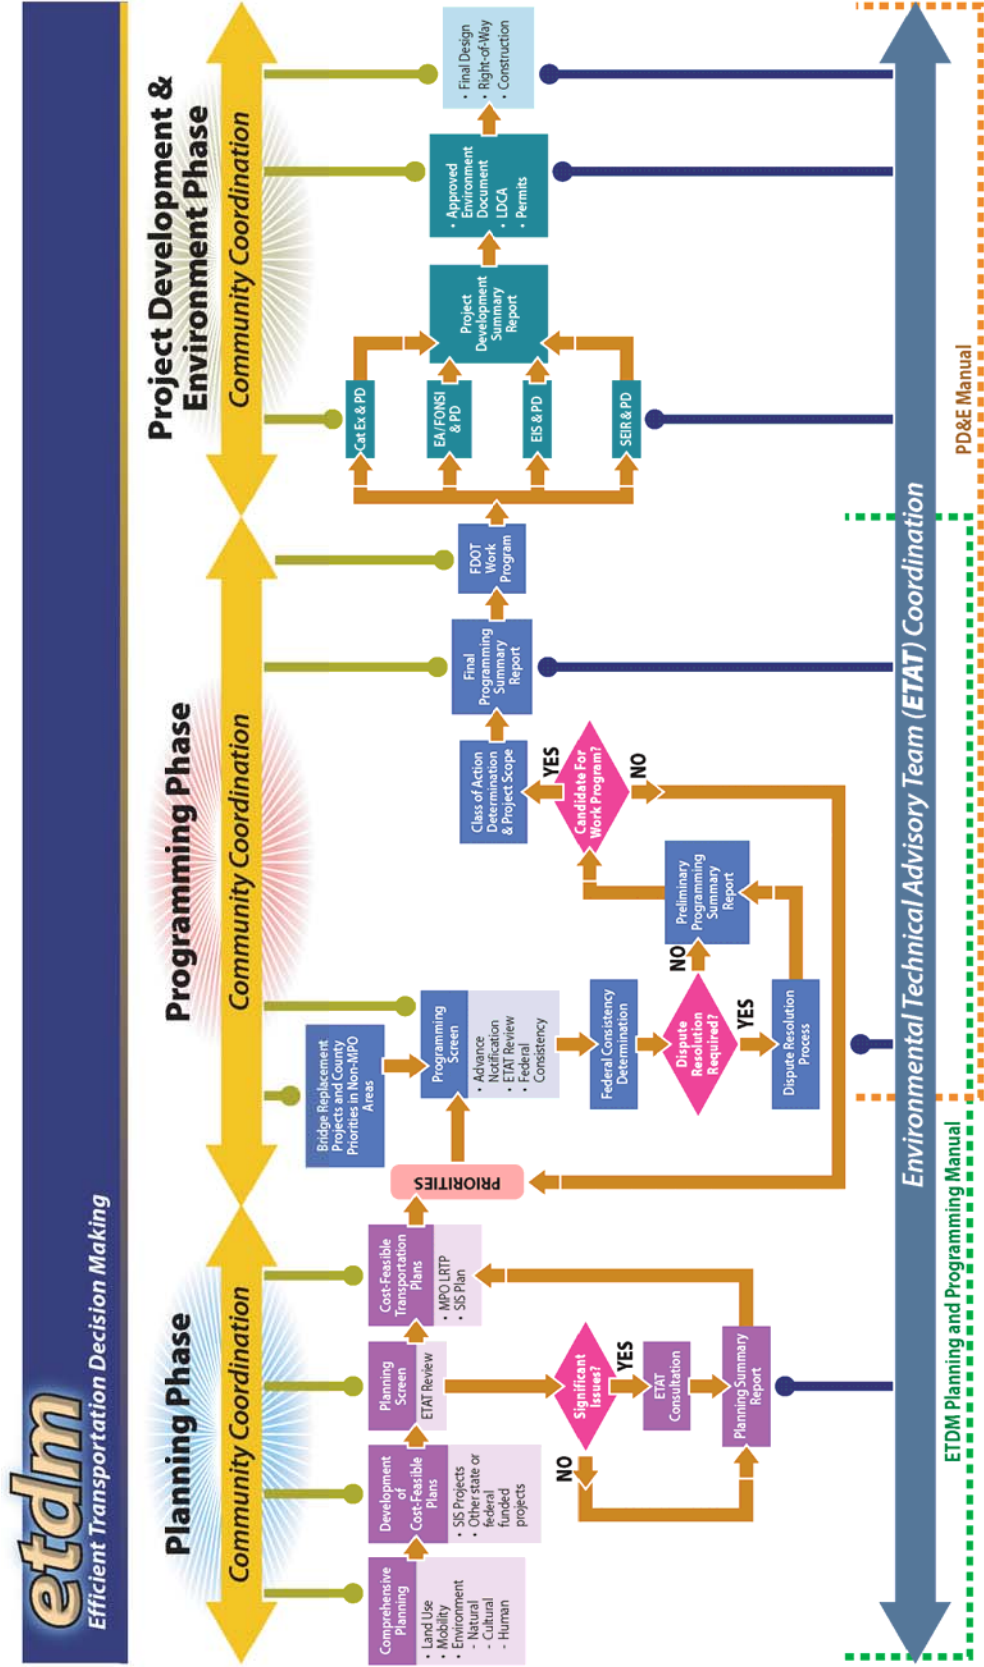 etdm
Efficient Transportation Decision Making
Planning Phase
Programming Phase
Project Development &
Environment Phase
Community Coordination
Community Coordination
Community Coordination
Comprehensive
Planning
• Land Use
• Mobility
• Environment
- Natural
- Cultural
- Human
Development
of
Cost-Feasible
Plans
• SIS Projects
• Other state or
federal
funded
projects
Planning
Screen
ETAT Review
Cost-Feasible
Transportation
Plans
• MPO LRTP
• SIS Plan
Significant
Issues?
NO
YES
ETAT
Consultation
Planning Summary
Report
PRIORITIES
Bridge Replacement
Projects and County
Priorities in Non-MPO
Areas
Programming
Screen
• Advance
Notification
• ETAT Review
• Federal
Consistency
Federal Consistency
Determination
Dispute
Resolution
Required?
NO
YES
Dispute Resolution
Process
Preliminary
Programming
Summary
Report
Candidate For
Work Program?
YES
NO
Class of Action
Determination
& Project Scope
Final
Programming
Summary
Report
FDOT
Work
Program
Cat Ex & PD
EA/FONSI
& PD
EIS & PD
SEIR & PD
Project
Development
Summary
Report
• Approved
Environment
Document
• LDCA
• Permits
• Final Design
• Right-of-Way
• Construction
Environmental Technical Advisory Team (ETAT) Coordination
ETDM Planning and Programming Manual
PD&E Manual